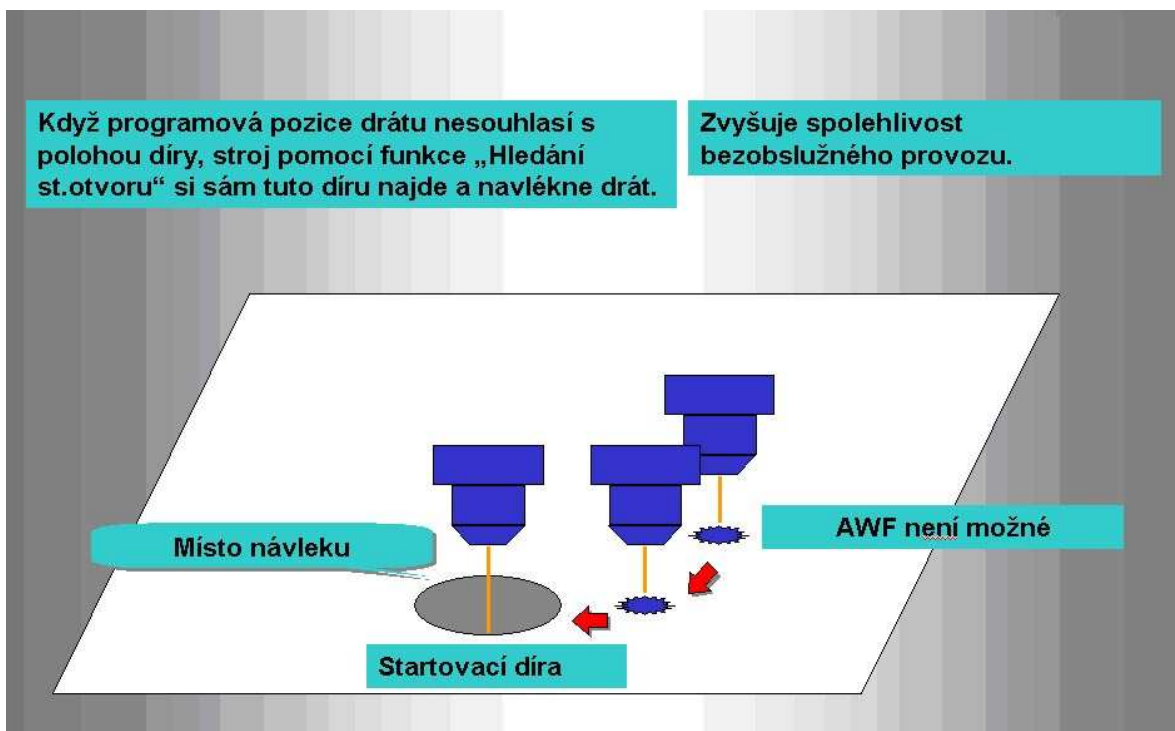 Když programová pozice drátu nesouhlasí s
polohou díry, stroj pomocí funkce „Hledání
st.otvoru“ si sám tuto díru najde a navlékne drát.
Zvyšuje spolehlivost
bezobslužného provozu.
AWF není možné
Místo návleku
Startovací díra